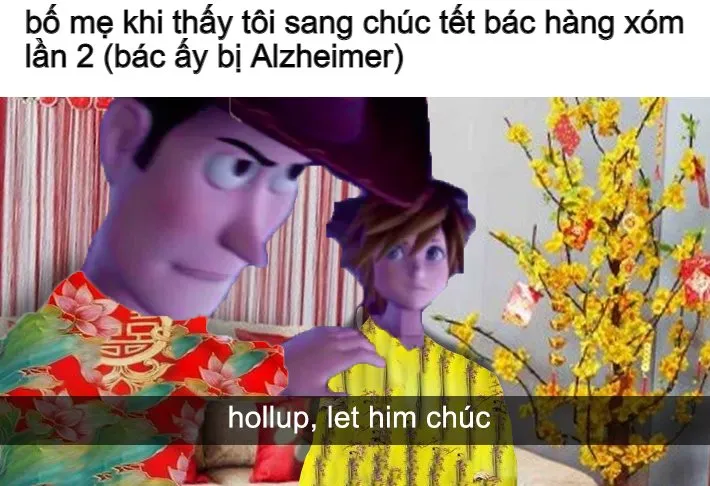 bố mẹ khi thấy tôi sang chúc tết bác hàng xóm
lần 2 (bác ấy bị Alzheimer)
hollup, let him chúc